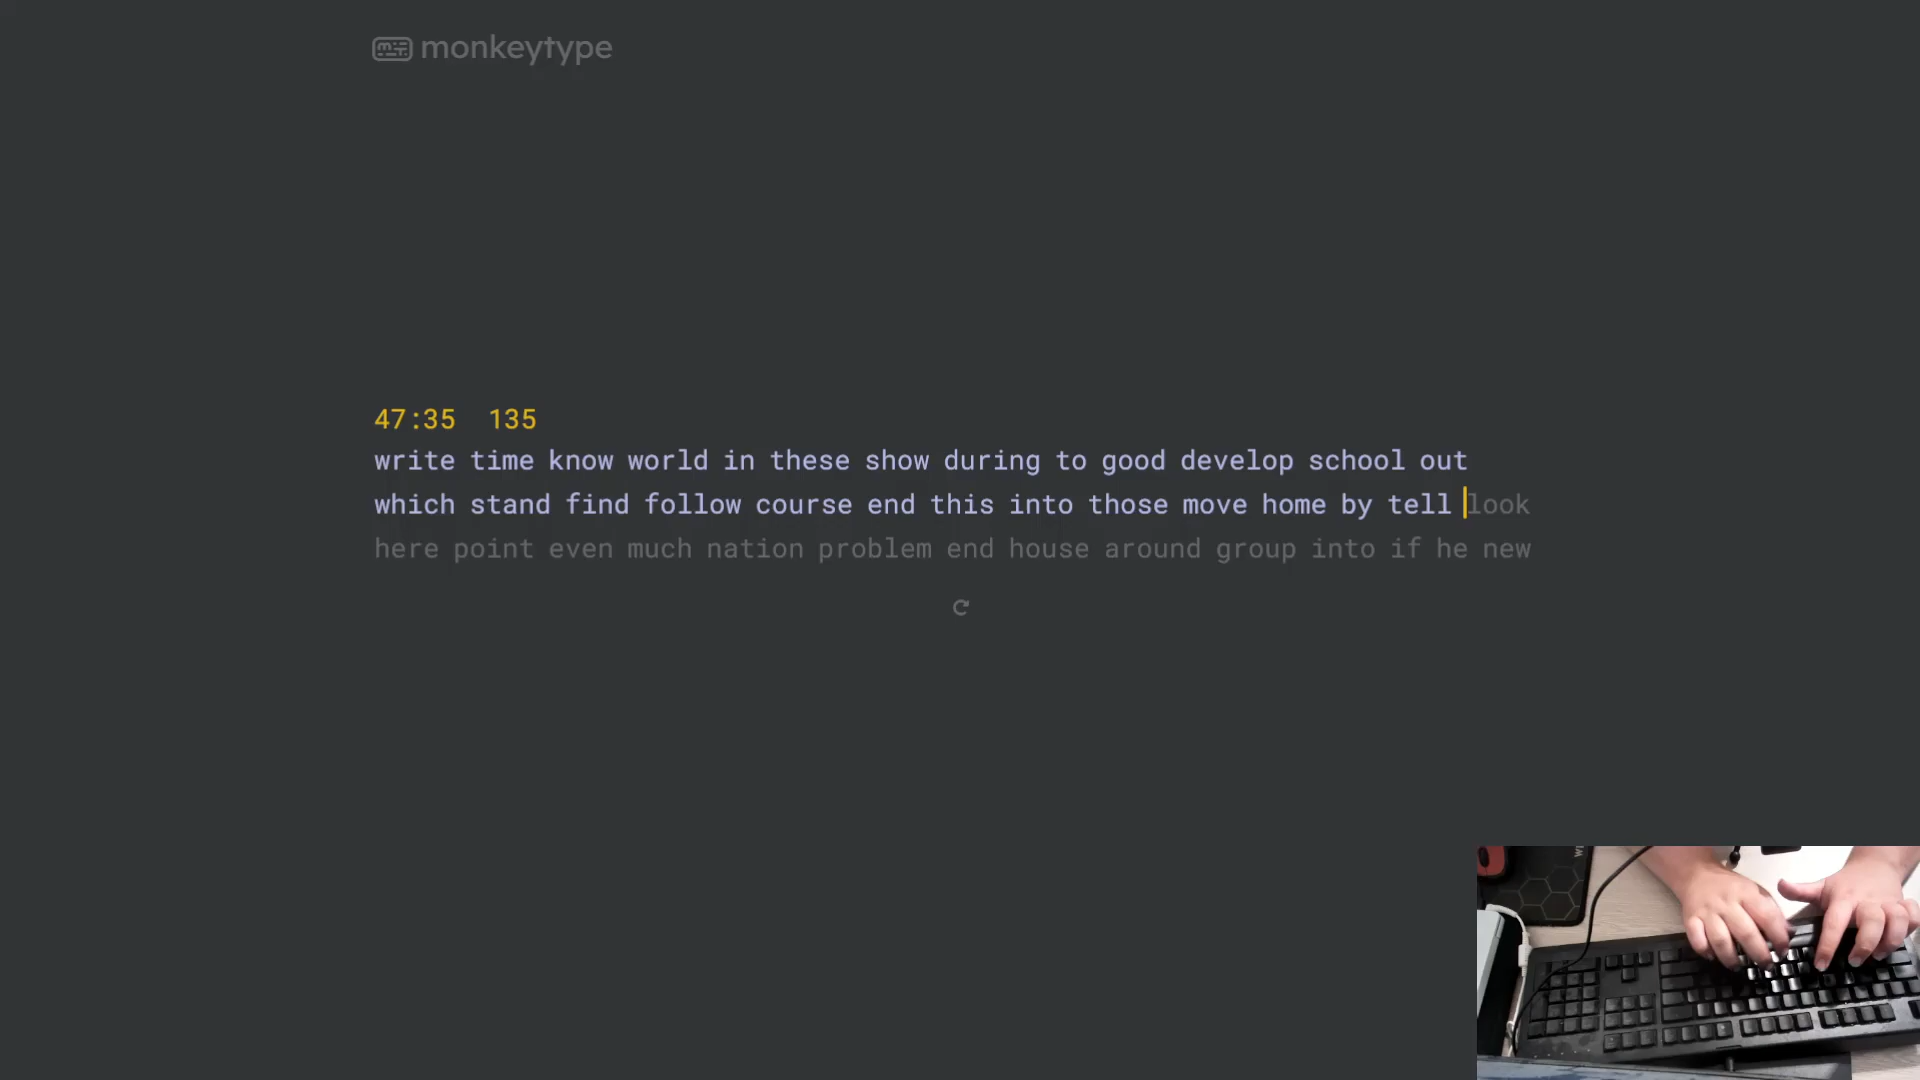 monkeytype
47:35 135
write time know world in these show during to good develop school out
which stand find follow course end this into those move home by tell look
here point even much nation problem end house around group into if he new